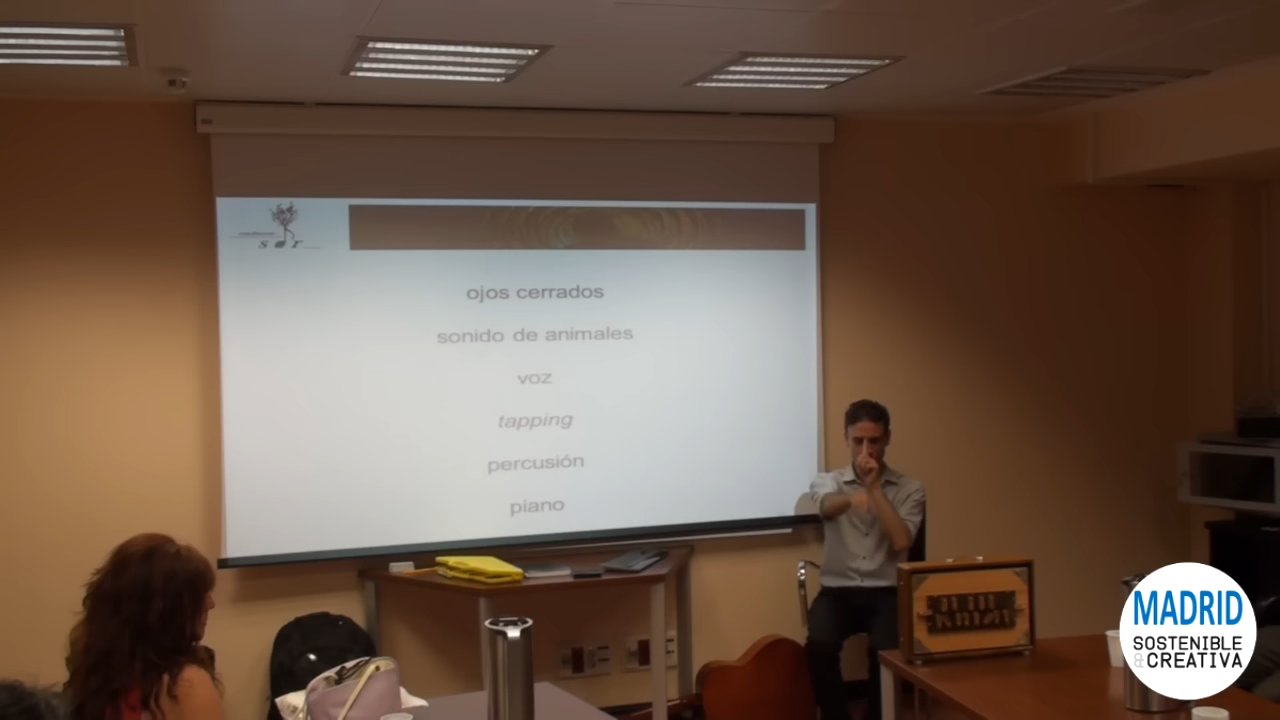 s o r
ojos cerrados
sonido de animales
voz
tapping
percusión
piano
MADRID
SOSTENIBLE
& CREATIVA